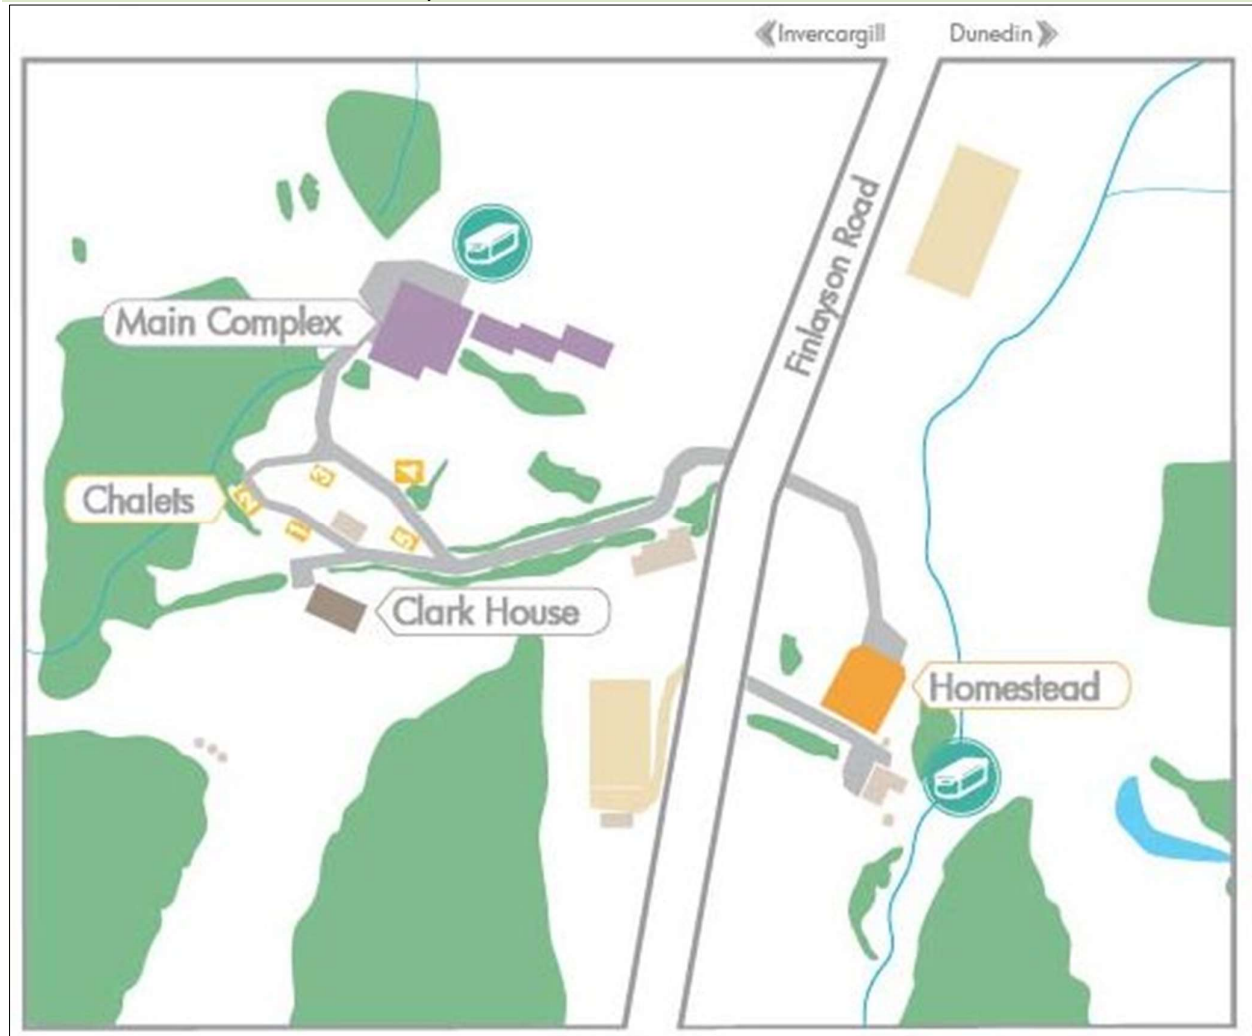 Invercargill
Dunedin
Finlayson Road
Main Complex
Chalets
3
4
2
1
5
Clark House
Homestead